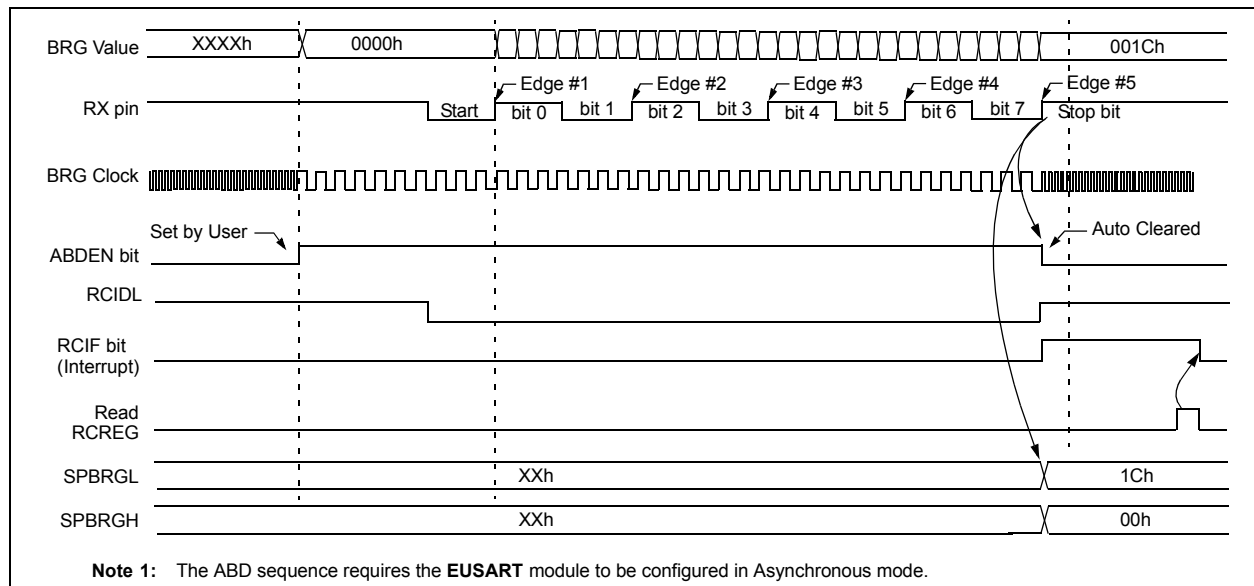 BRG Value XXXXh 0000h 001Ch
Edge #1 Edge #2 Edge #3 Edge #4 Edge #5
RX pin Start bit 0 bit 1 bit 2 bit 3 bit 4 bit 5 bit 6 bit 7 Stop bit
BRG Clock
Set by User Auto Cleared
ABDEN bit
RCIDL
RCIF bit
(Interrupt)
Read
RCREG
SPBRGL XXh 1Ch
SPBRGH XXh 00h
Note 1: The ABD sequence requires the EUSART module to be configured in Asynchronous mode.